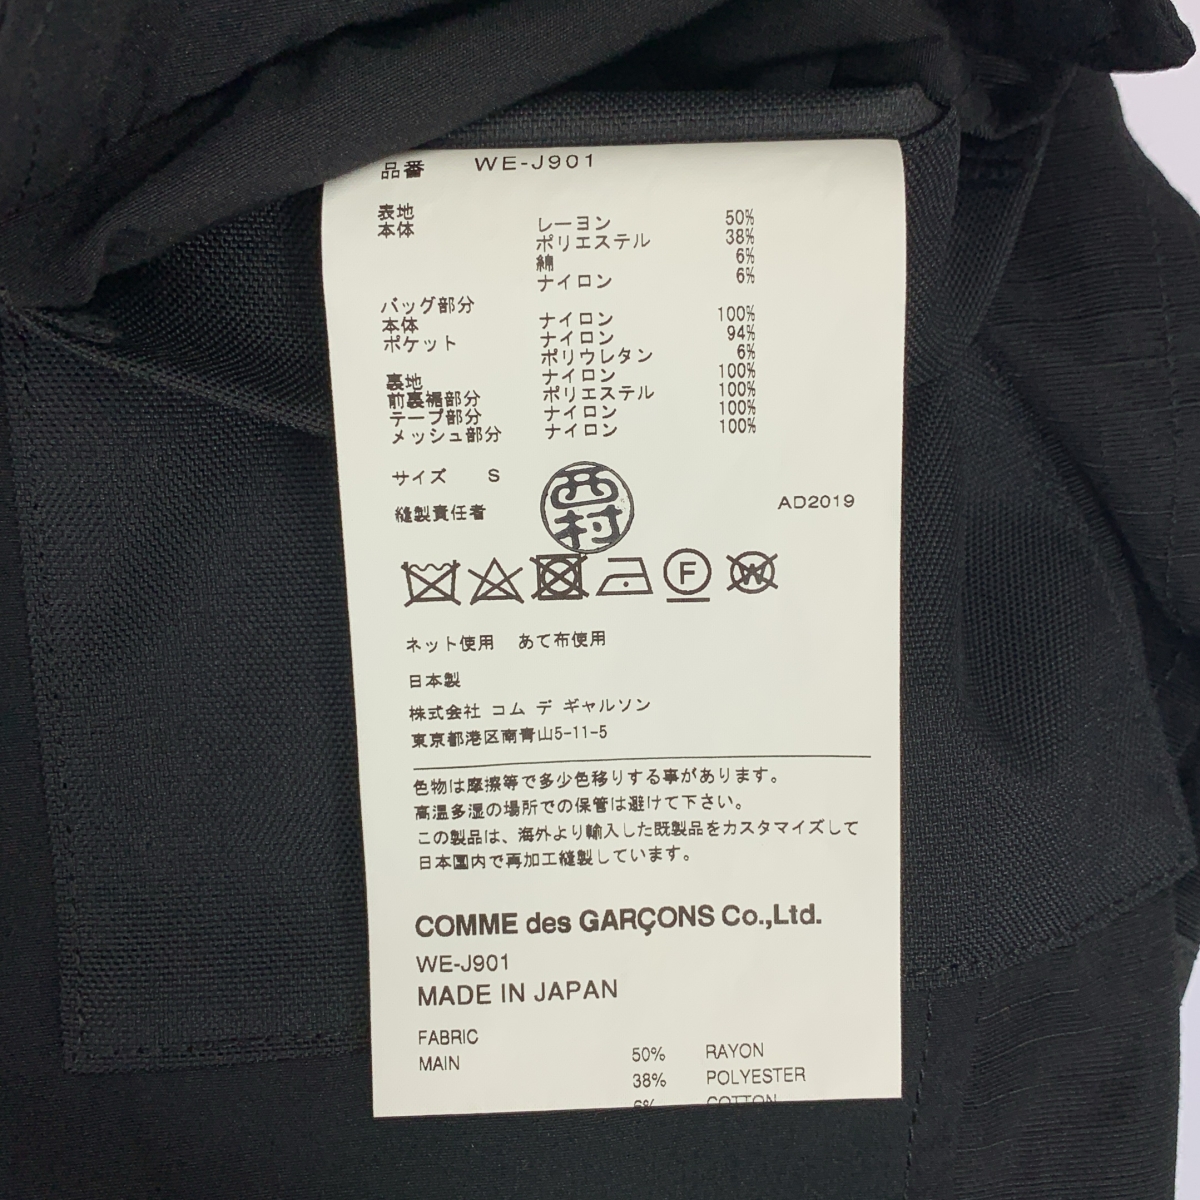 品番 WE-J901
表地
本体 レーヨン 50%
ポリエステル 38%
綿 6%
ナイロン 6%
バッグ部分
本体 ナイロン 100%
ポケット ナイロン 94%
ポリウレタン 6%
裏地 ナイロン 100%
前裏裾部分 ポリエステル 100%
テープ部分 ナイロン 100%
メッシュ部分 ナイロン 100%
サイズ S
縫製責任者 西村 AD2019
F W
ネット使用 あて布使用
日本製
株式会社 コム デ ギャルソン
東京都港区南青山5-11-5
色物は摩擦等で多少色移りする事があります。
高温多湿の場所での保管は避けて下さい。
この製品は、海外より輸入した既製品をカスタマイズして
日本国内で再加工縫製しています。
COMME des GARÇONS Co.,Ltd.
WE-J901
MADE IN JAPAN
FABRIC
MAIN 50% RAYON
38% POLYESTER
6% COTTON